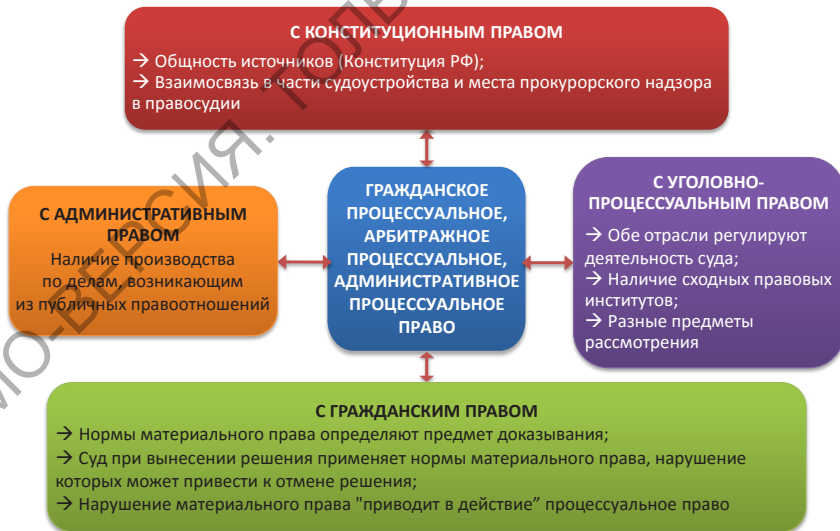 С КОНСТИТУЦИОННЫМ ПРАВОМ
→ Общность источников (Конституция РФ);
→ Взаимосвязь в части судоустройства и места прокурорского надзора
в правосудии
С АДМИНИСТРАТИВНЫМ
ПРАВОМ
Наличие производства
по делам, возникающим
из публичных правоотношений
ГРАЖДАНСКОЕ
ПРОЦЕССУАЛЬНОЕ,
АРБИТРАЖНОЕ
ПРОЦЕССУАЛЬНОЕ,
АДМИНИСТРАТИВНОЕ
ПРОЦЕССУАЛЬНОЕ
ПРАВО
С УГОЛОВНО-
ПРОЦЕССУАЛЬНЫМ ПРАВОМ
→ Обе отрасли регулируют
деятельность суда;
→ Наличие сходных правовых
институтов;
→ Разные предметы
рассмотрения
С ГРАЖДАНСКИМ ПРАВОМ
→ Нормы материального права определяют предмет доказывания;
→ Суд при вынесении решения применяет нормы материального права, нарушение
которых может привести к отмене решения;
→ Нарушение материального права "приводит в действие” процессуальное право
МО-ВЕРСИЯ. ТОЛЬ